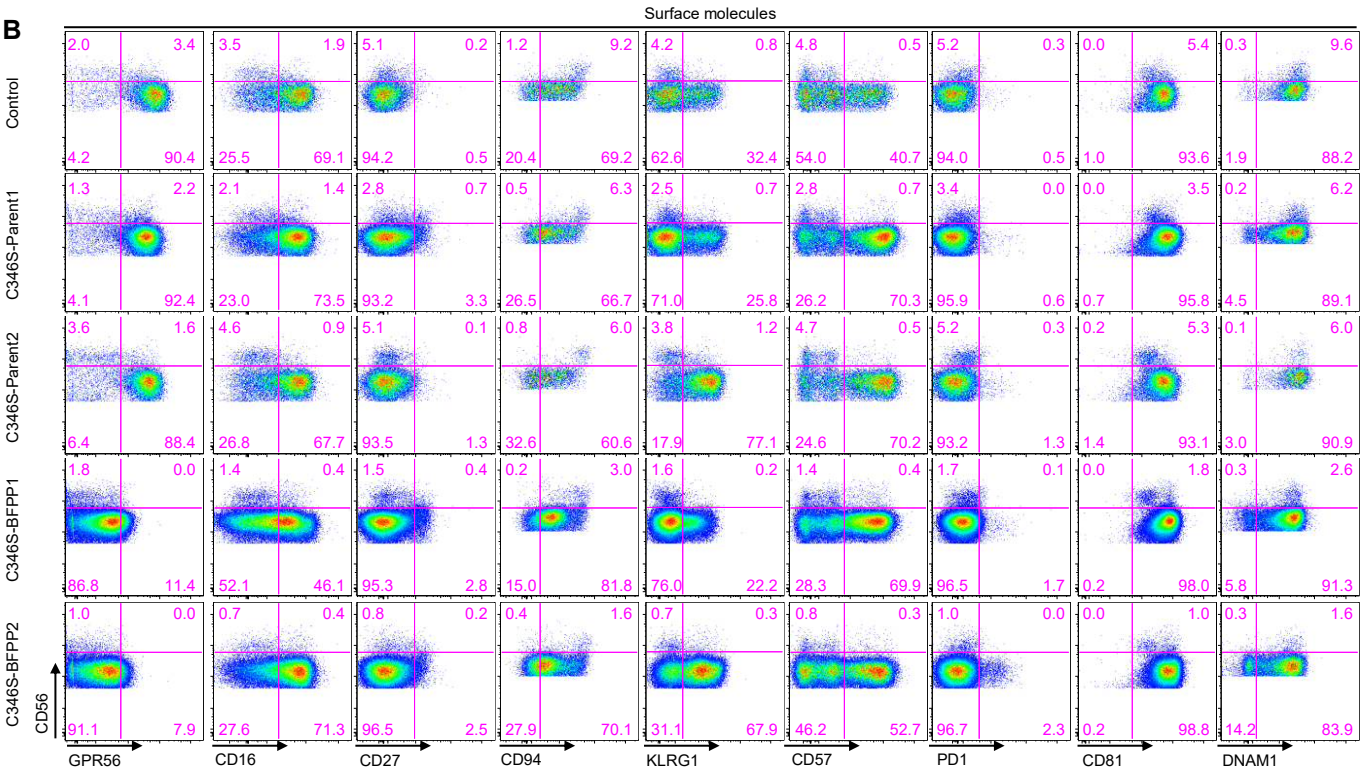 Surface molecules
B
Control
2.0 3.4 3.5 1.9 5.1 0.2 1.2 9.2 4.2 0.8 4.8 0.5 5.2 0.3 0.0 5.4 0.3 9.6
4.2 90.4 25.5 69.1 94.2 0.5 20.4 69.2 62.6 32.4 54.0 40.7 94.0 0.5 1.0 93.6 1.9 88.2
C346S-Parent1
1.3 2.2 2.1 1.4 2.8 0.7 0.5 6.3 2.5 0.7 2.8 0.7 3.4 0.0 0.0 3.5 0.2 6.2
4.1 92.4 23.0 73.5 93.2 3.3 26.5 66.7 71.0 25.8 26.2 70.3 95.9 0.6 0.7 95.8 4.5 89.1
C346S-Parent2
3.6 1.6 4.6 0.9 5.1 0.1 0.8 6.0 3.8 1.2 4.7 0.5 5.2 0.3 0.2 5.3 0.1 6.0
6.4 88.4 26.8 67.7 93.5 1.3 32.6 60.6 17.9 77.1 24.6 70.2 93.2 1.3 1.4 93.1 3.0 90.9
C346S-BFPP1
1.8 0.0 1.4 0.4 1.5 0.4 0.2 3.0 1.6 0.2 1.4 0.4 1.7 0.1 0.0 1.8 0.3 2.6
86.8 11.4 52.1 46.1 95.3 2.8 15.0 81.8 76.0 22.2 28.3 69.9 96.5 1.7 0.2 98.0 5.8 91.3
C346S-BFPP2
1.0 0.0 0.7 0.4 0.8 0.2 0.4 1.6 0.7 0.3 0.8 0.3 1.0 0.0 0.0 1.0 0.3 1.6
91.1 7.9 27.6 71.3 96.5 2.5 27.9 70.1 31.1 67.9 46.2 52.7 96.7 2.3 0.2 98.8 14.2 83.9
CD56
GPR56 CD16 CD27 CD94 KLRG1 CD57 PD1 CD81 DNAM1